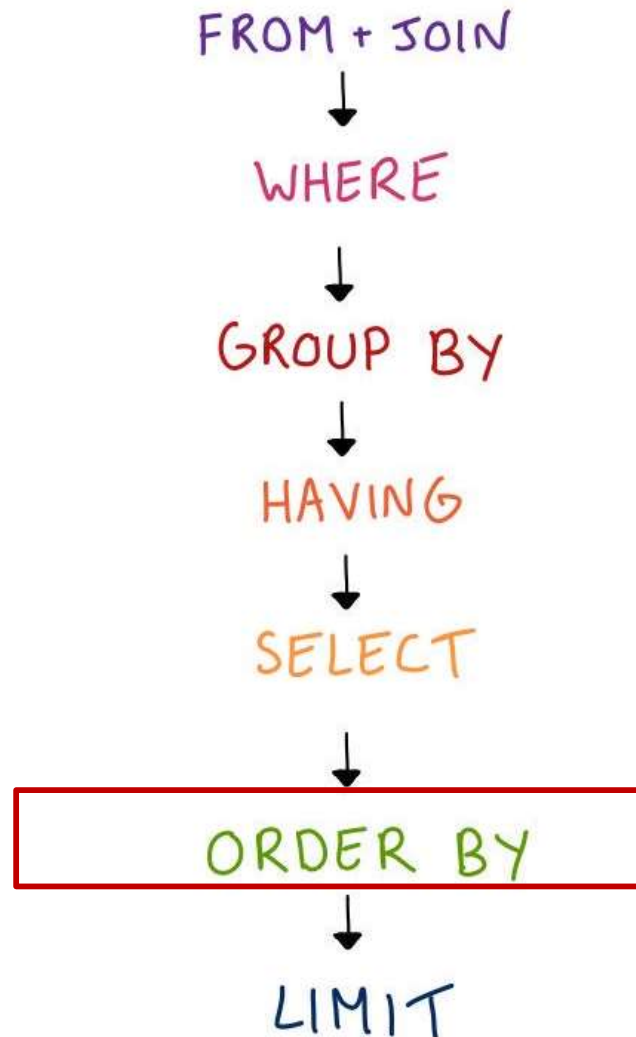 FROM + JOIN
WHERE
GROUP BY
HAVING
SELECT
ORDER BY
LIMIT